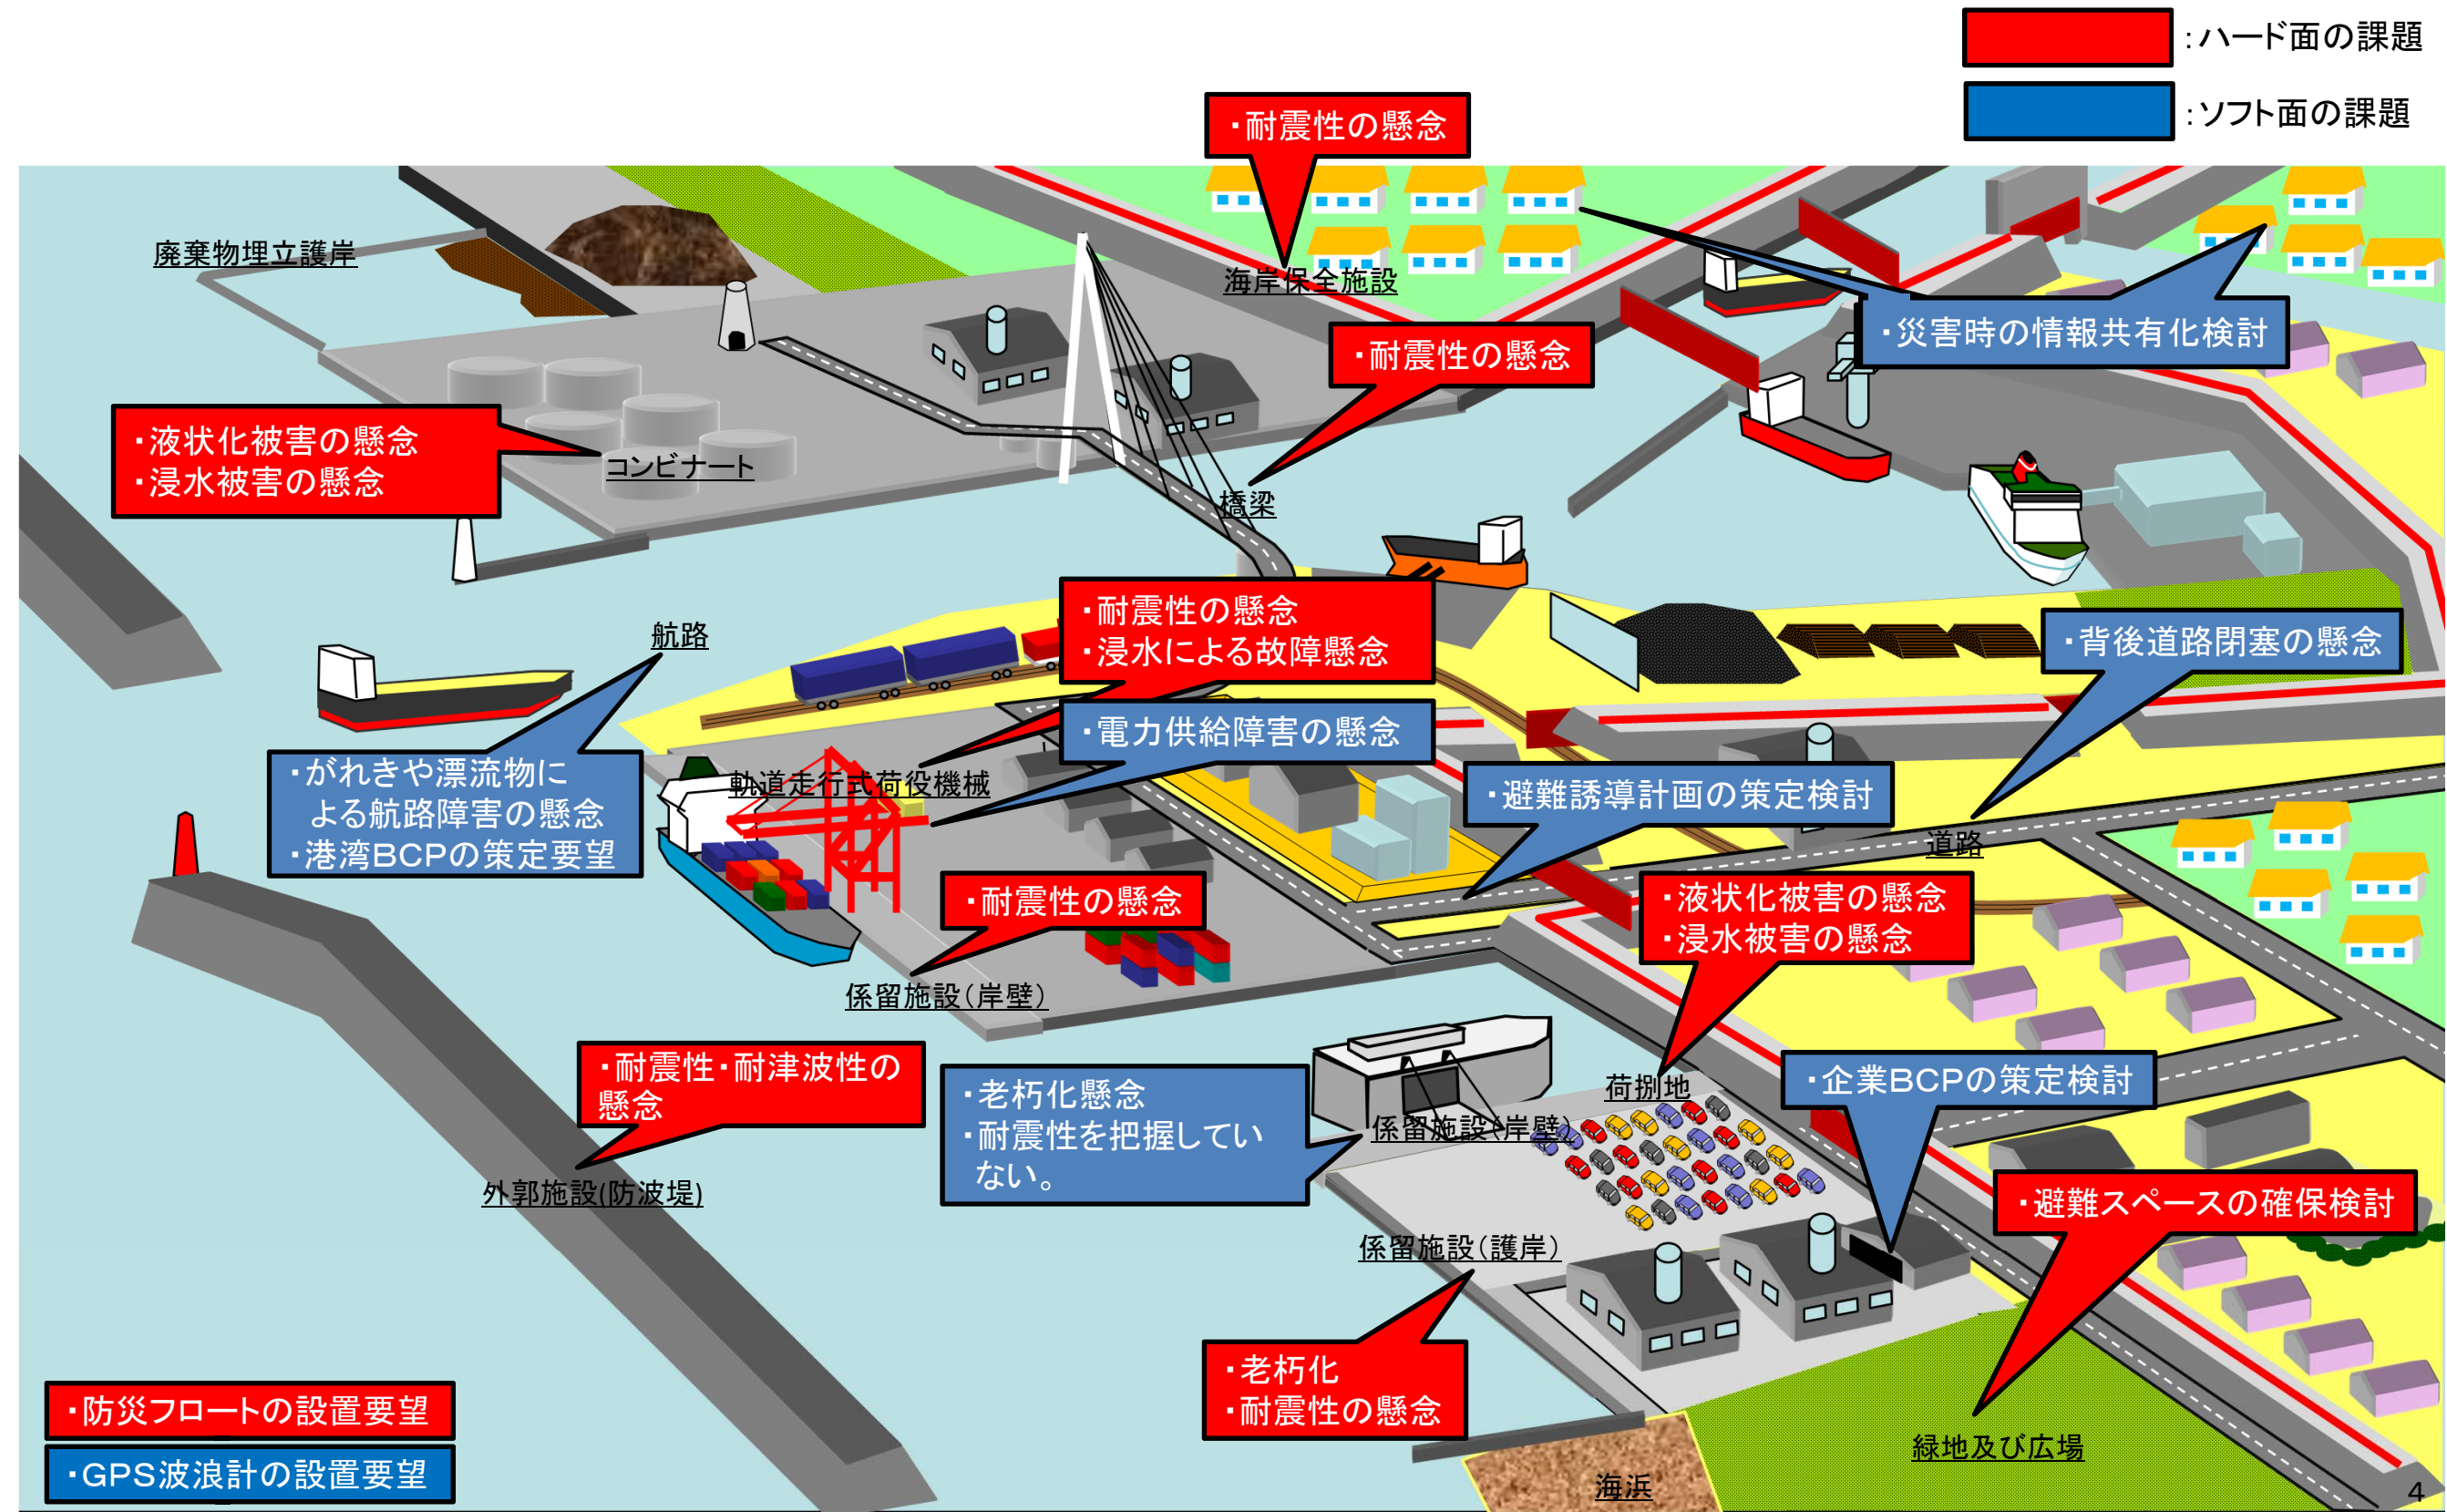 ：ハード面の課題
：ソフト面の課題
・耐震性の懸念
廃棄物埋立護岸
海岸保全施設
・災害時の情報共有化検討
・耐震性の懸念
・液状化被害の懸念
・浸水被害の懸念
コンビナート
橋梁
航路
・耐震性の懸念
・浸水による故障懸念
・背後道路閉塞の懸念
・電力供給障害の懸念
・がれきや漂流物に
よる航路障害の懸念
・港湾BCPの策定要望
軌道走行式荷役機械
・避難誘導計画の策定検討
道路
・耐震性の懸念
・液状化被害の懸念
・浸水被害の懸念
係留施設（岸壁）
・耐震性・耐津波性の
懸念
・老朽化懸念
・耐震性を把握してい
ない。
荷捌地
・企業BCPの策定検討
係留施設（岸壁）
外郭施設(防波堤)
・避難スペースの確保検討
係留施設（護岸）
・老朽化
・耐震性の懸念
・防災フロートの設置要望
緑地及び広場
・GPS波浪計の設置要望
海浜
4